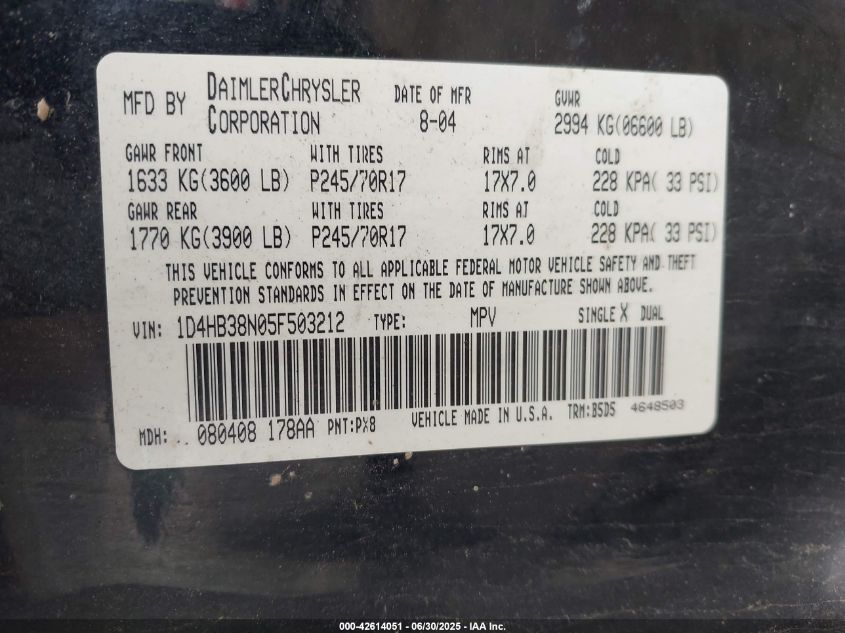 MFD BY DAIMLERCHRYSLER CORPORATION DATE OF MFR 8-04 GVWR 2994 KG(06600 LB)
GAWR FRONT WITH TIRES RIMS AT COLD
1633 KG(3600 LB) P245/70R17 17X7.0 228 KPA( 33 PSI)
GAWR REAR WITH TIRES RIMS AT COLD
1770 KG(3900 LB) P245/70R17 17X7.0 228 KPA( 33 PSI)
THIS VEHICLE CONFORMS TO ALL APPLICABLE FEDERAL MOTOR VEHICLE SAFETY AND THEFT
PREVENTION STANDARDS IN EFFECT ON THE DATE OF MANUFACTURE SHOWN ABOVE.
VIN: 1D4HB38N05F503212 TYPE: MPV SINGLE X DUAL
MDH: .. 080408 178AA PNT:PX8 VEHICLE MADE IN U.S.A. TRM:B5D5 4648503
000-42614051 - 06/30/2025 - IAA Inc.